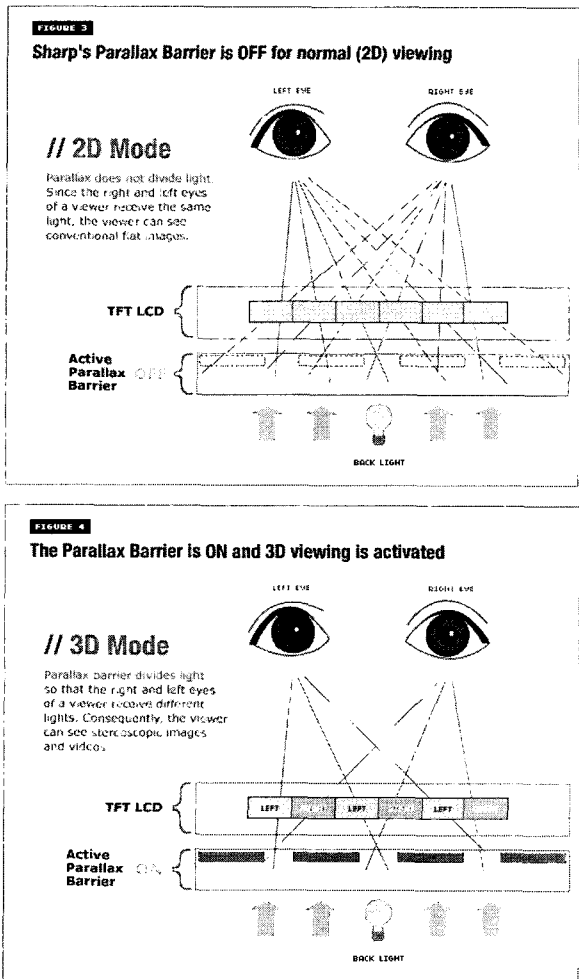 FIGURE 3
Sharp's Parallax Barrier is OFF for normal (2D) viewing
LEFT EYE
RIGHT EYE
// 2D Mode
Parallax does not divide light.
Since the right and left eyes
of a viewer receive the same
light, the viewer can see
conventional flat images.
TFT LCD
Active
Parallax OFF
Barrier
BACK LIGHT
FIGURE 4
The Parallax Barrier is ON and 3D viewing is activated
LEFT EYE
RIGHT EYE
// 3D Mode
Parallax barrier divides light
so that the right and left eyes
of a viewer receive different
lights. Consequently, the viewer
can see stereoscopic images
and videos.
TFT LCD
LEFT LEFT LEFT
Active
Parallax ON
Barrier
BACK LIGHT